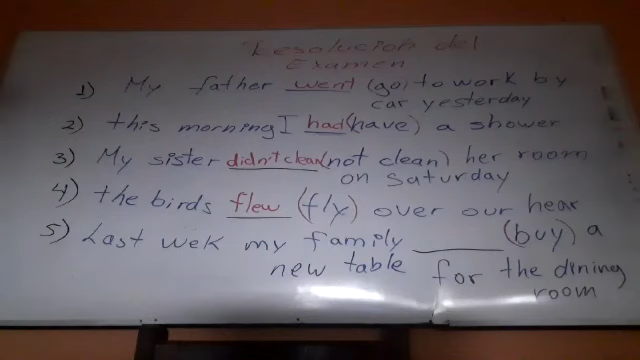 Resolucion del
Examen
1) My father went (go) to work by
car yesterday
2) this morning I had (have) a shower
3) My sister didn't clean (not clean) her room
on Saturday
4) the birds flew (fly) over our hear
5) Last wek my family ______ (buy) a
new table for the dining
room